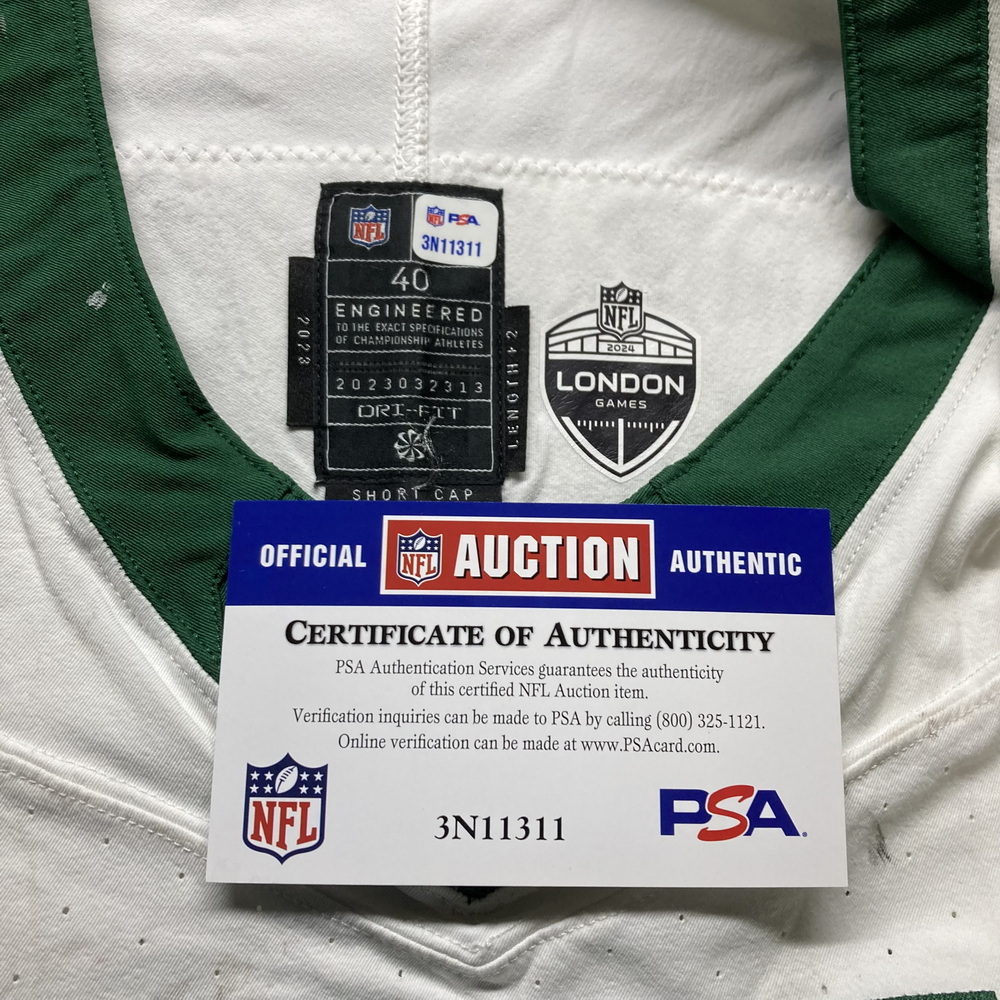 NFL
NFL PSA
3N11311
40
ENGINEERED
TO THE EXACT SPECIFICATIONS
OF CHAMPIONSHIP ATHLETES
2023032313
DRI-FIT
SHORT CAP
2023
LENGTH+2
NFL
2024
LONDON
GAMES
OFFICIAL NFL AUCTION AUTHENTIC
CERTIFICATE OF AUTHENTICITY
PSA Authentication Services guarantees the authenticity
of this certified NFL Auction item.
Verification inquiries can be made to PSA by calling (800) 325-1121.
Online verification can be made at www.PSAcard.com.
NFL
3N11311
PSA